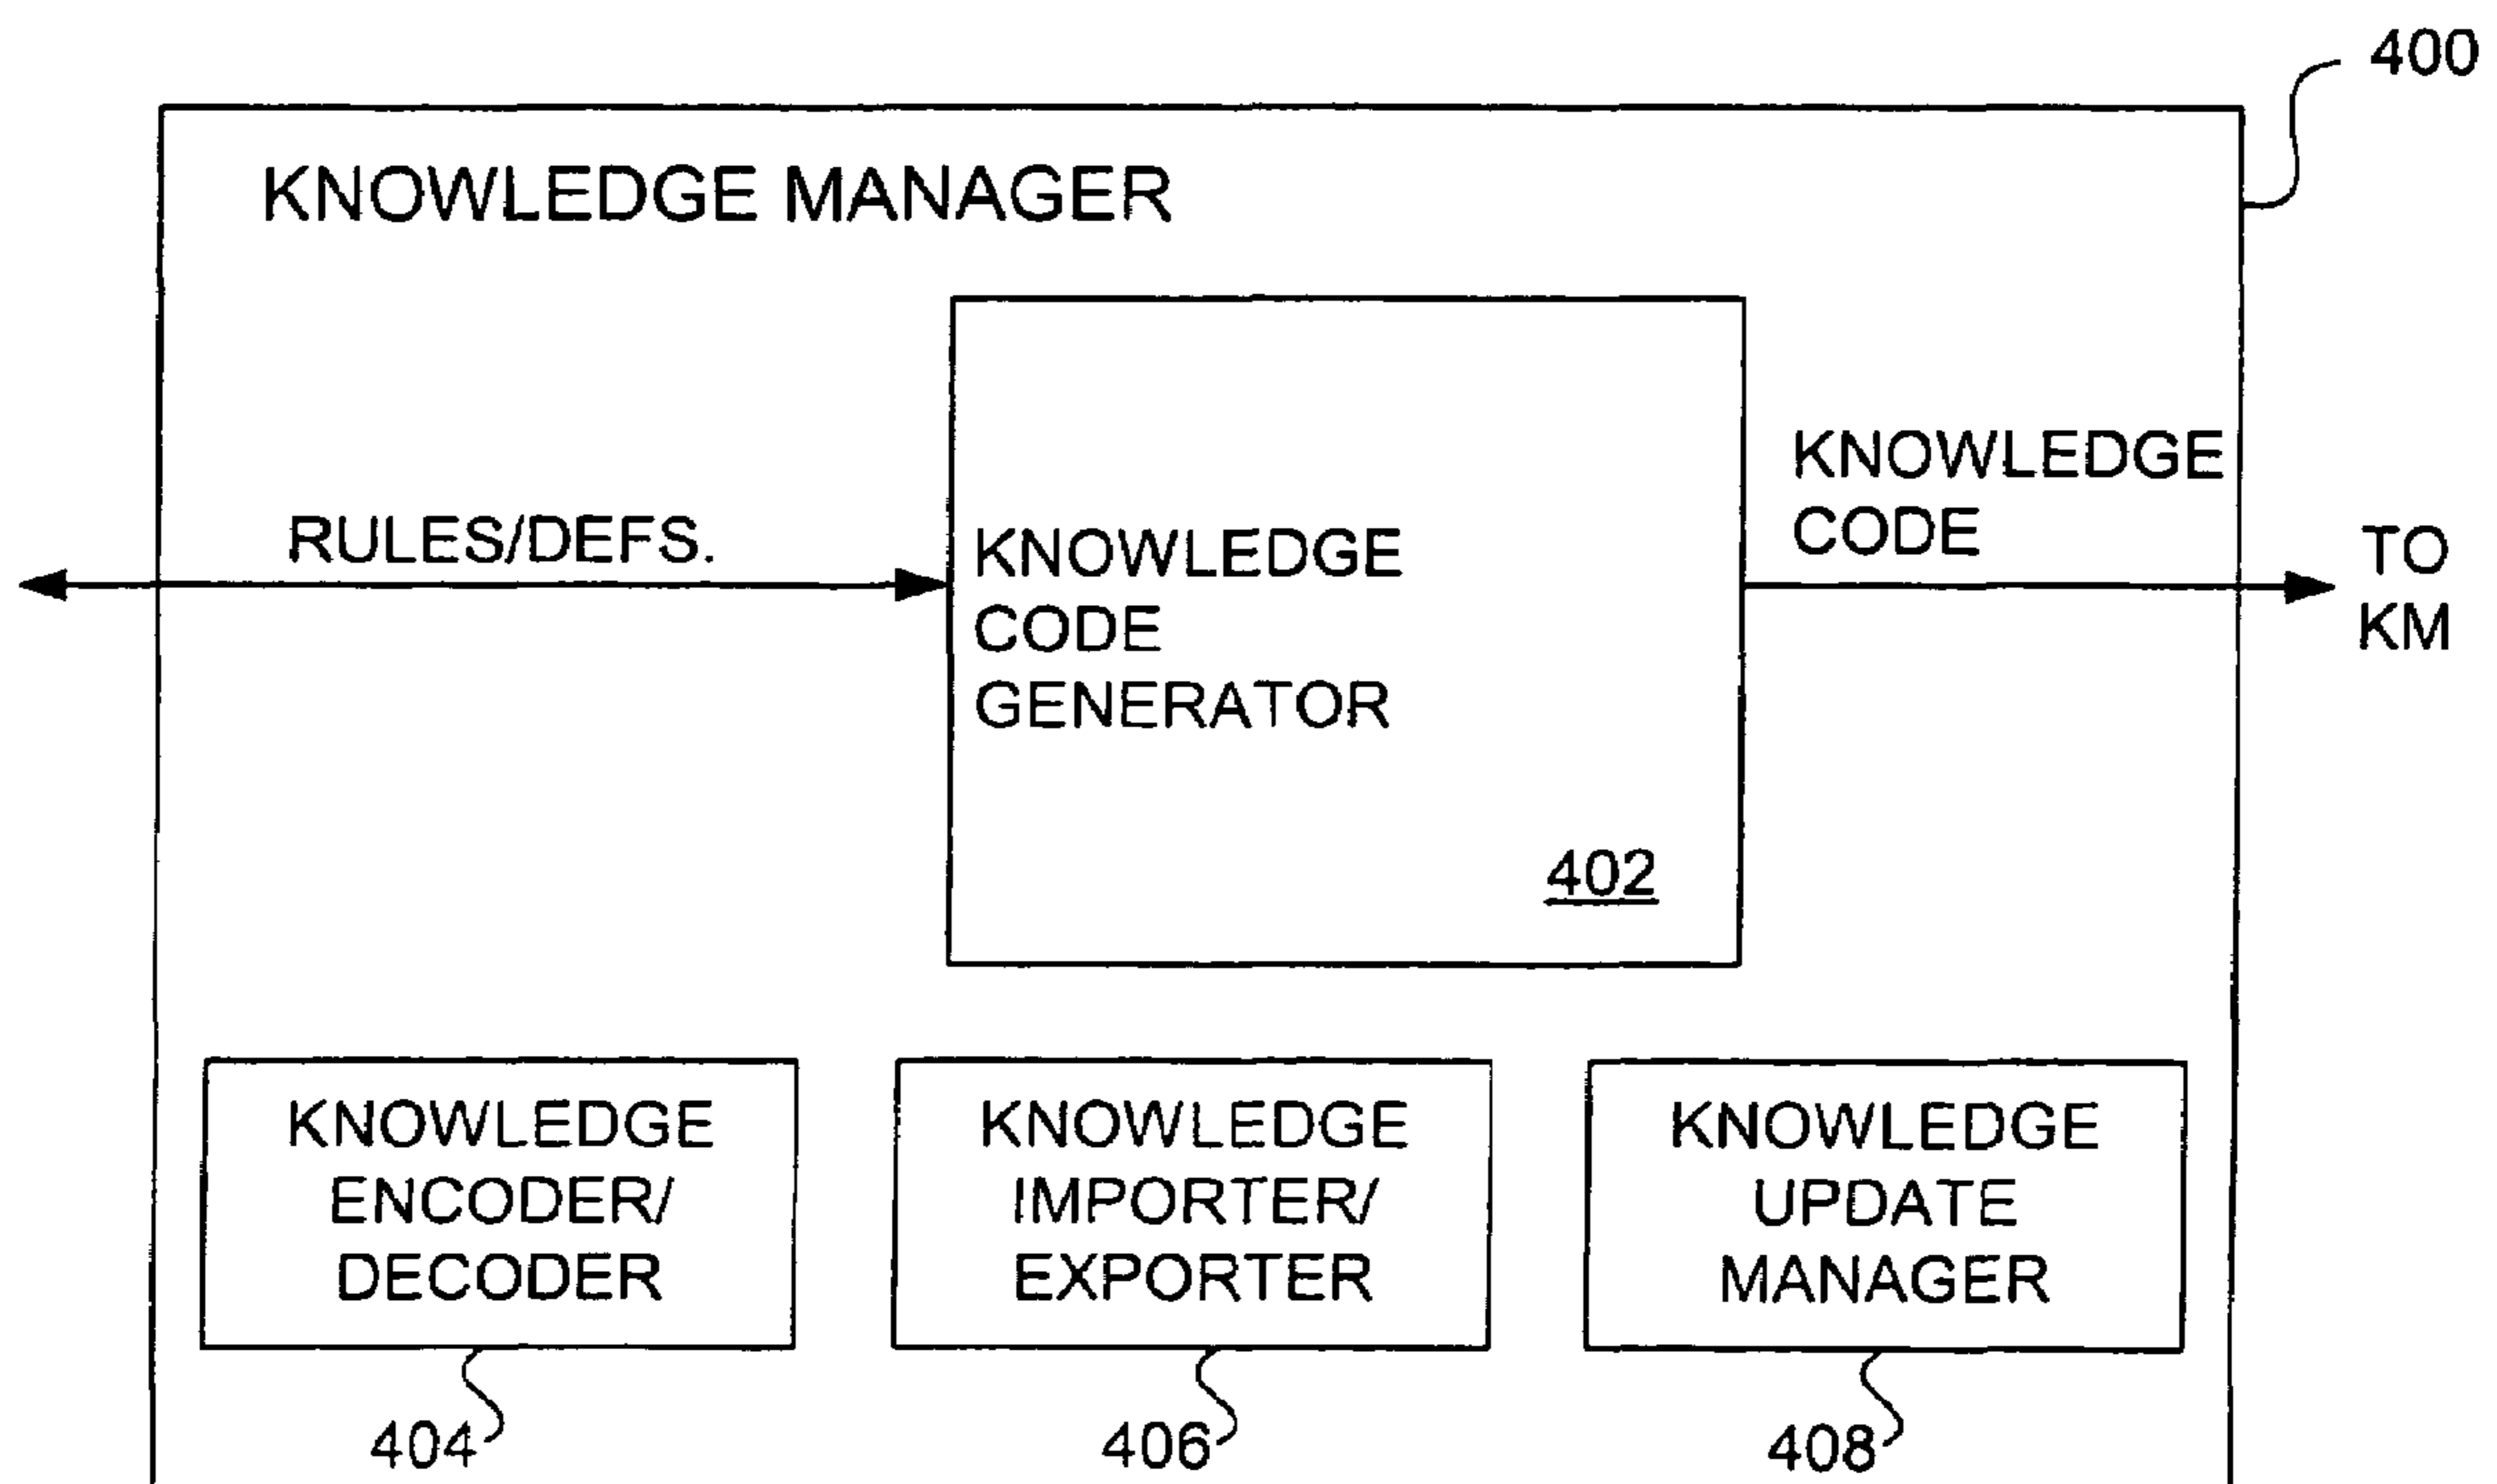 400
KNOWLEDGE MANAGER
RULES/DEFS.
KNOWLEDGE
CODE
GENERATOR
402
KNOWLEDGE
CODE
TO
KM
KNOWLEDGE
ENCODER/
DECODER
404
KNOWLEDGE
IMPORTER/
EXPORTER
406
KNOWLEDGE
UPDATE
MANAGER
408